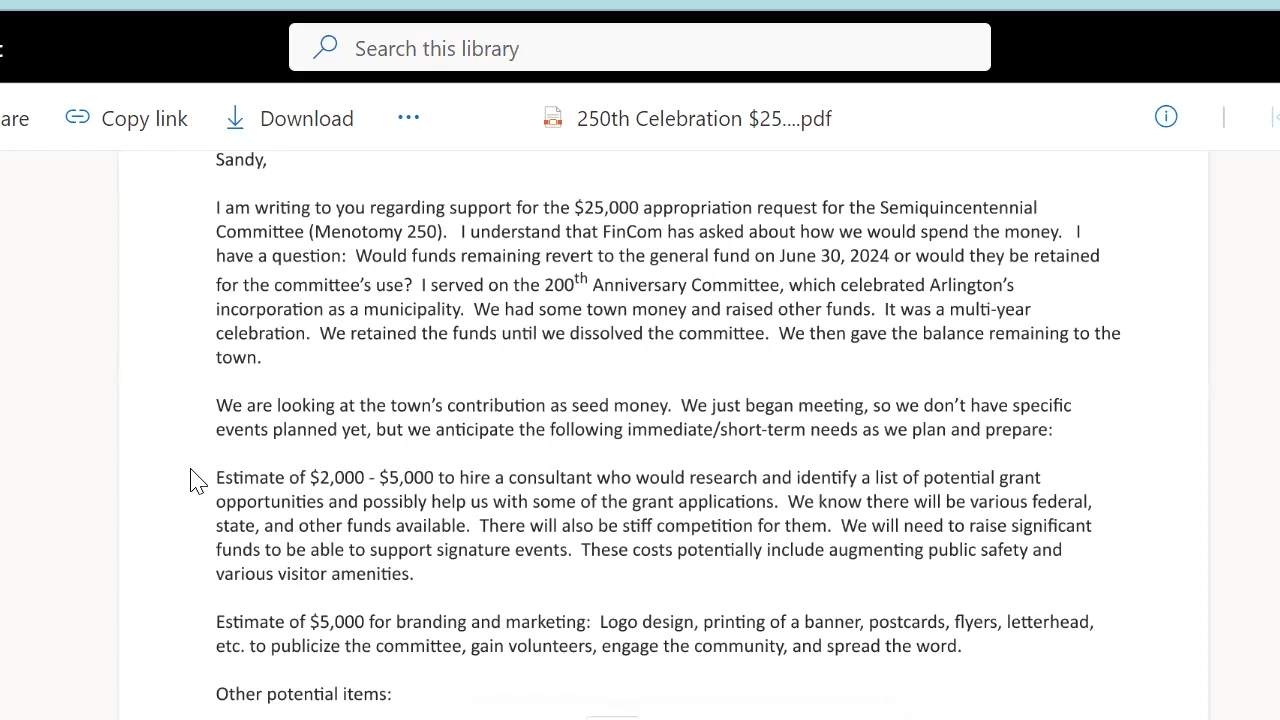 Search this library
are Copy link Download ... 250th Celebration $25....pdf
Sandy,
I am writing to you regarding support for the $25,000 appropriation request for the Semiquincentennial
Committee (Menotomy 250). I understand that FinCom has asked about how we would spend the money. I
have a question: Would funds remaining revert to the general fund on June 30, 2024 or would they be retained
for the committee's use? I served on the 200th Anniversary Committee, which celebrated Arlington's
incorporation as a municipality. We had some town money and raised other funds. It was a multi-year
celebration. We retained the funds until we dissolved the committee. We then gave the balance remaining to the
town.
We are looking at the town's contribution as seed money. We just began meeting, so we don't have specific
events planned yet, but we anticipate the following immediate/short-term needs as we plan and prepare:
Estimate of $2,000 - $5,000 to hire a consultant who would research and identify a list of potential grant
opportunities and possibly help us with some of the grant applications. We know there will be various federal,
state, and other funds available. There will also be stiff competition for them. We will need to raise significant
funds to be able to support signature events. These costs potentially include augmenting public safety and
various visitor amenities.
Estimate of $5,000 for branding and marketing: Logo design, printing of a banner, postcards, flyers, letterhead,
etc. to publicize the committee, gain volunteers, engage the community, and spread the word.
Other potential items: